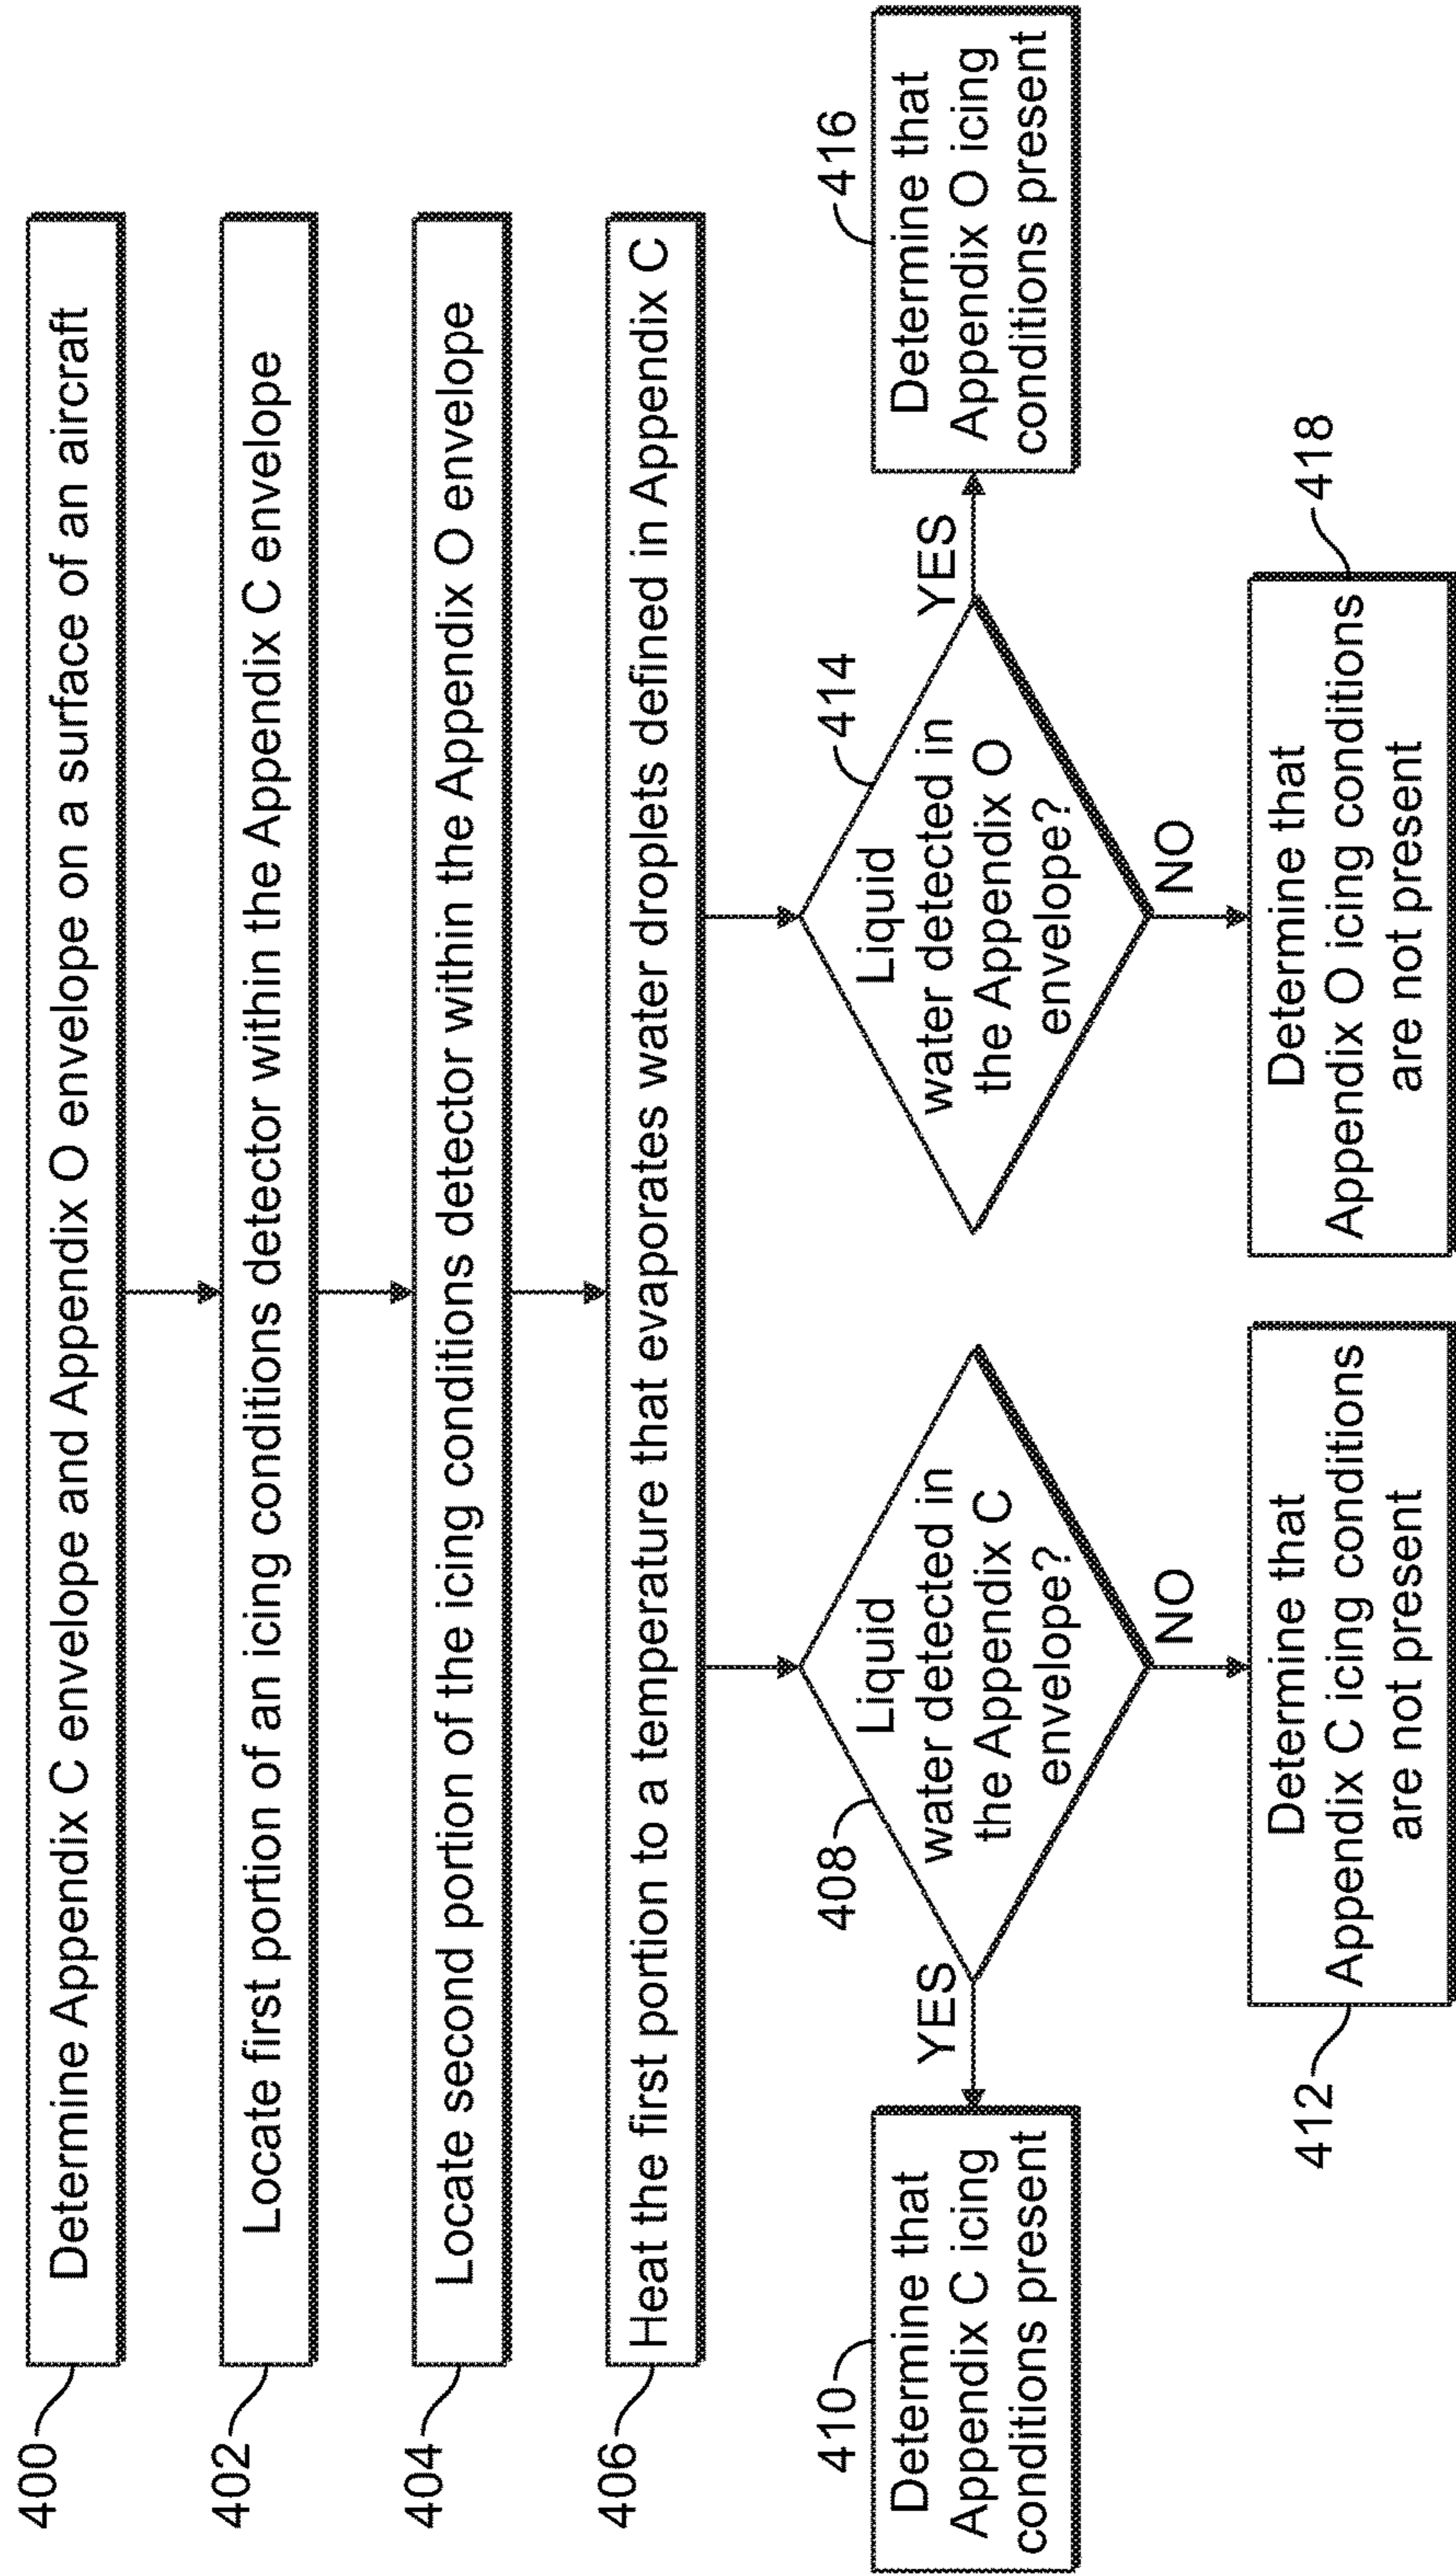 400
Determine Appendix C envelope and Appendix O envelope on a surface of an aircraft
402
Locate first portion of an icing conditions detector within the Appendix C envelope
404
Locate second portion of the icing conditions detector within the Appendix O envelope
406
Heat the first portion to a temperature that evaporates water droplets defined in Appendix C
408
Liquid
water detected in
the Appendix C
envelope?
YES
410
Determine that
Appendix C icing
conditions present
NO
412
Determine that
Appendix C icing conditions
are not present
414
Liquid
water detected in
the Appendix O
envelope?
YES
416
Determine that
Appendix O icing
conditions present
NO
418
Determine that
Appendix O icing conditions
are not present